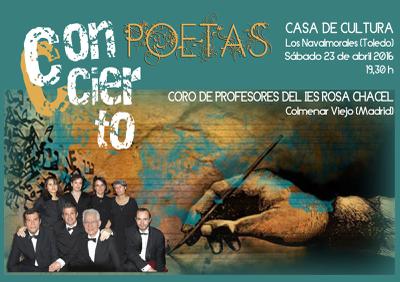 Con
cier
to
POETAS
CASA DE CULTURA
Los Navalmorales (Toledo)
Sábado 23 de abril 2016
19,30 h
CORO DE PROFESORES DEL IES ROSA CHACEL
Colmenar Viejo (Madrid)